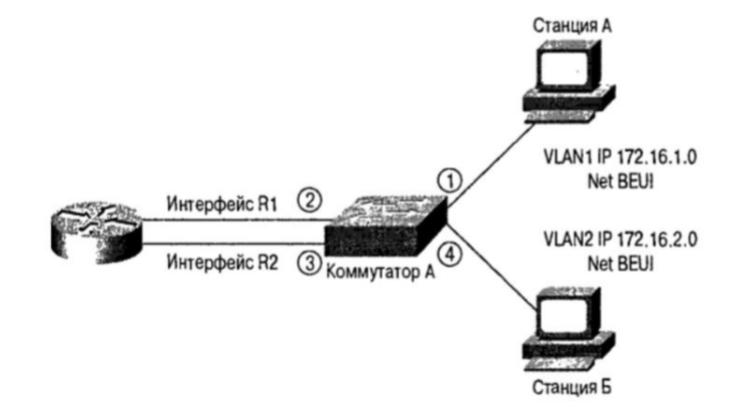 Станция А
VLAN1 IP 172.16.1.0
Net BEUI
1
Интерфейс R1
2
Интерфейс R2
3
Коммутатор А
4
VLAN2 IP 172.16.2.0
Net BEUI
Станция Б